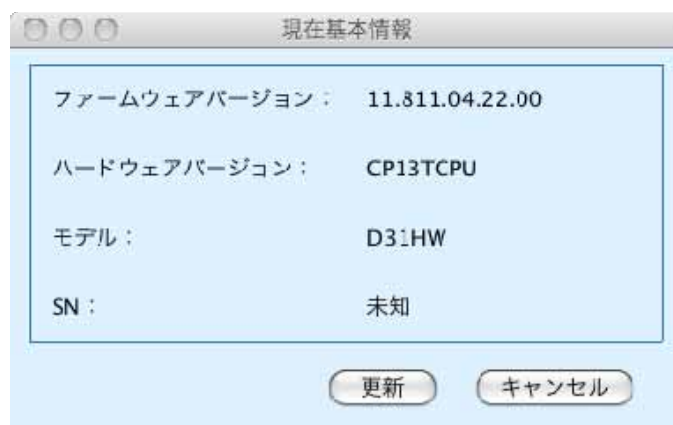 現在基本情報
ファームウェアバージョン： 11.811.04.22.00
ハードウェアバージョン： CP13TCPU
モデル： D31HW
SN： 未知
更新 キャンセル